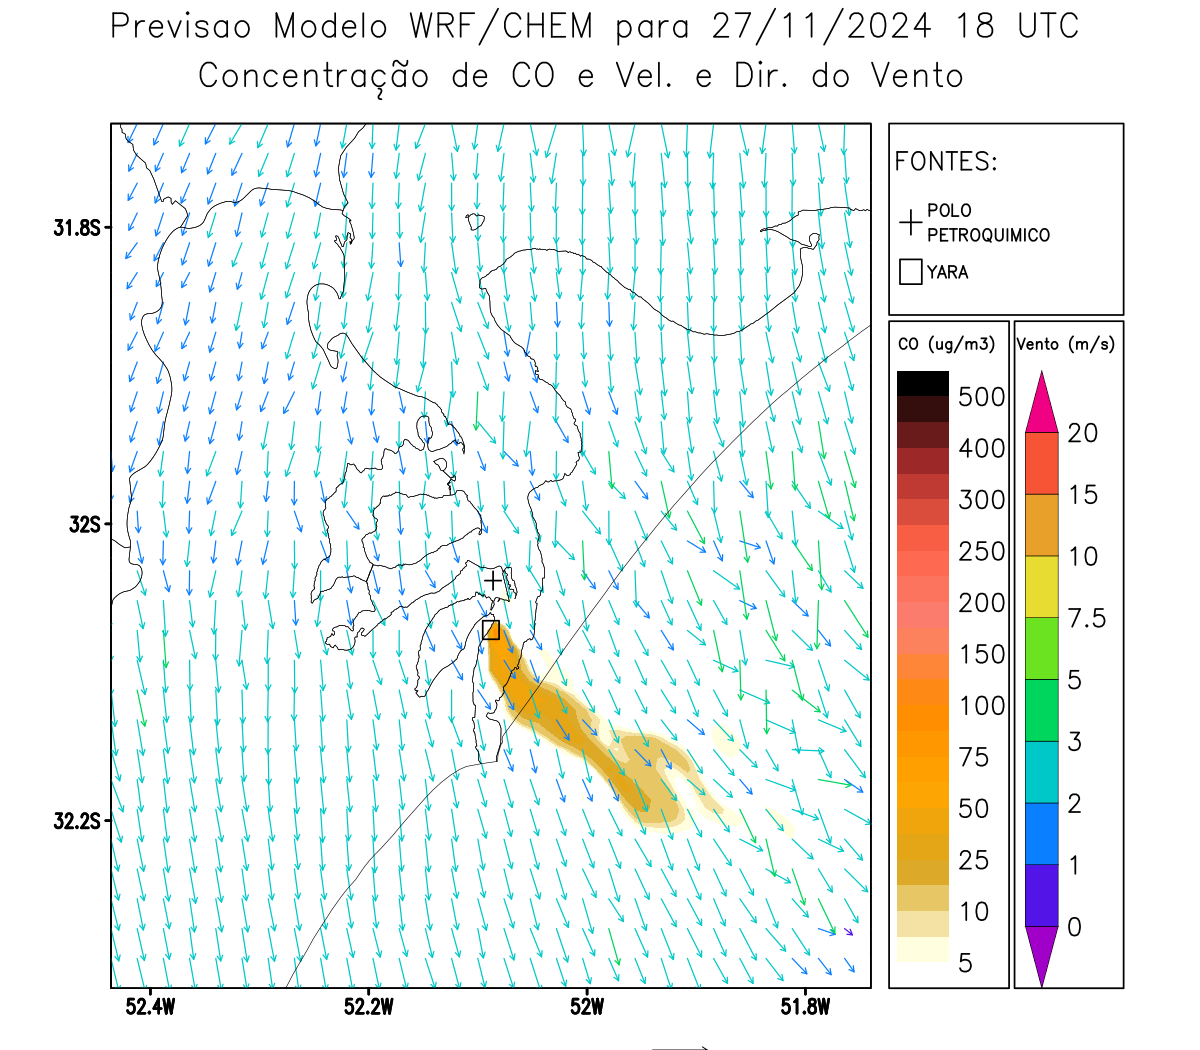 Previsao Modelo WRF/CHEM para 27/11/2024 18 UTC
Concentração de CO e Vel. e Dir. do Vento
FONTES:
POLO
PETROQUIMICO
YARA
CO (ug/m3)
500
400
300
250
200
150
100
75
50
25
10
5
Vento (m/s)
20
15
10
7.5
5
3
2
1
0
31.8S
32S
32.2S
52.4W 52.2W 52W 51.8W